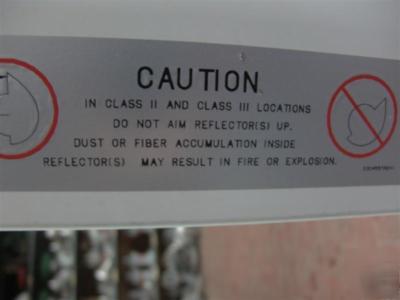 CAUTION
IN CLASS II AND CLASS III LOCATIONS
DO NOT AIM REFLECTOR(S) UP.
DUST OR FIBER ACCUMULATION INSIDE
REFLECTOR(S) MAY RESULT IN FIRE OR EXPLOSION.